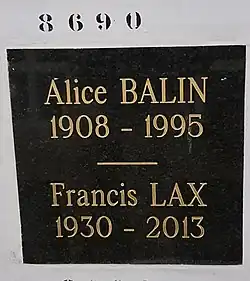 8690
Alice BALIN
1908 - 1995
Francis LAX
1930 - 2013